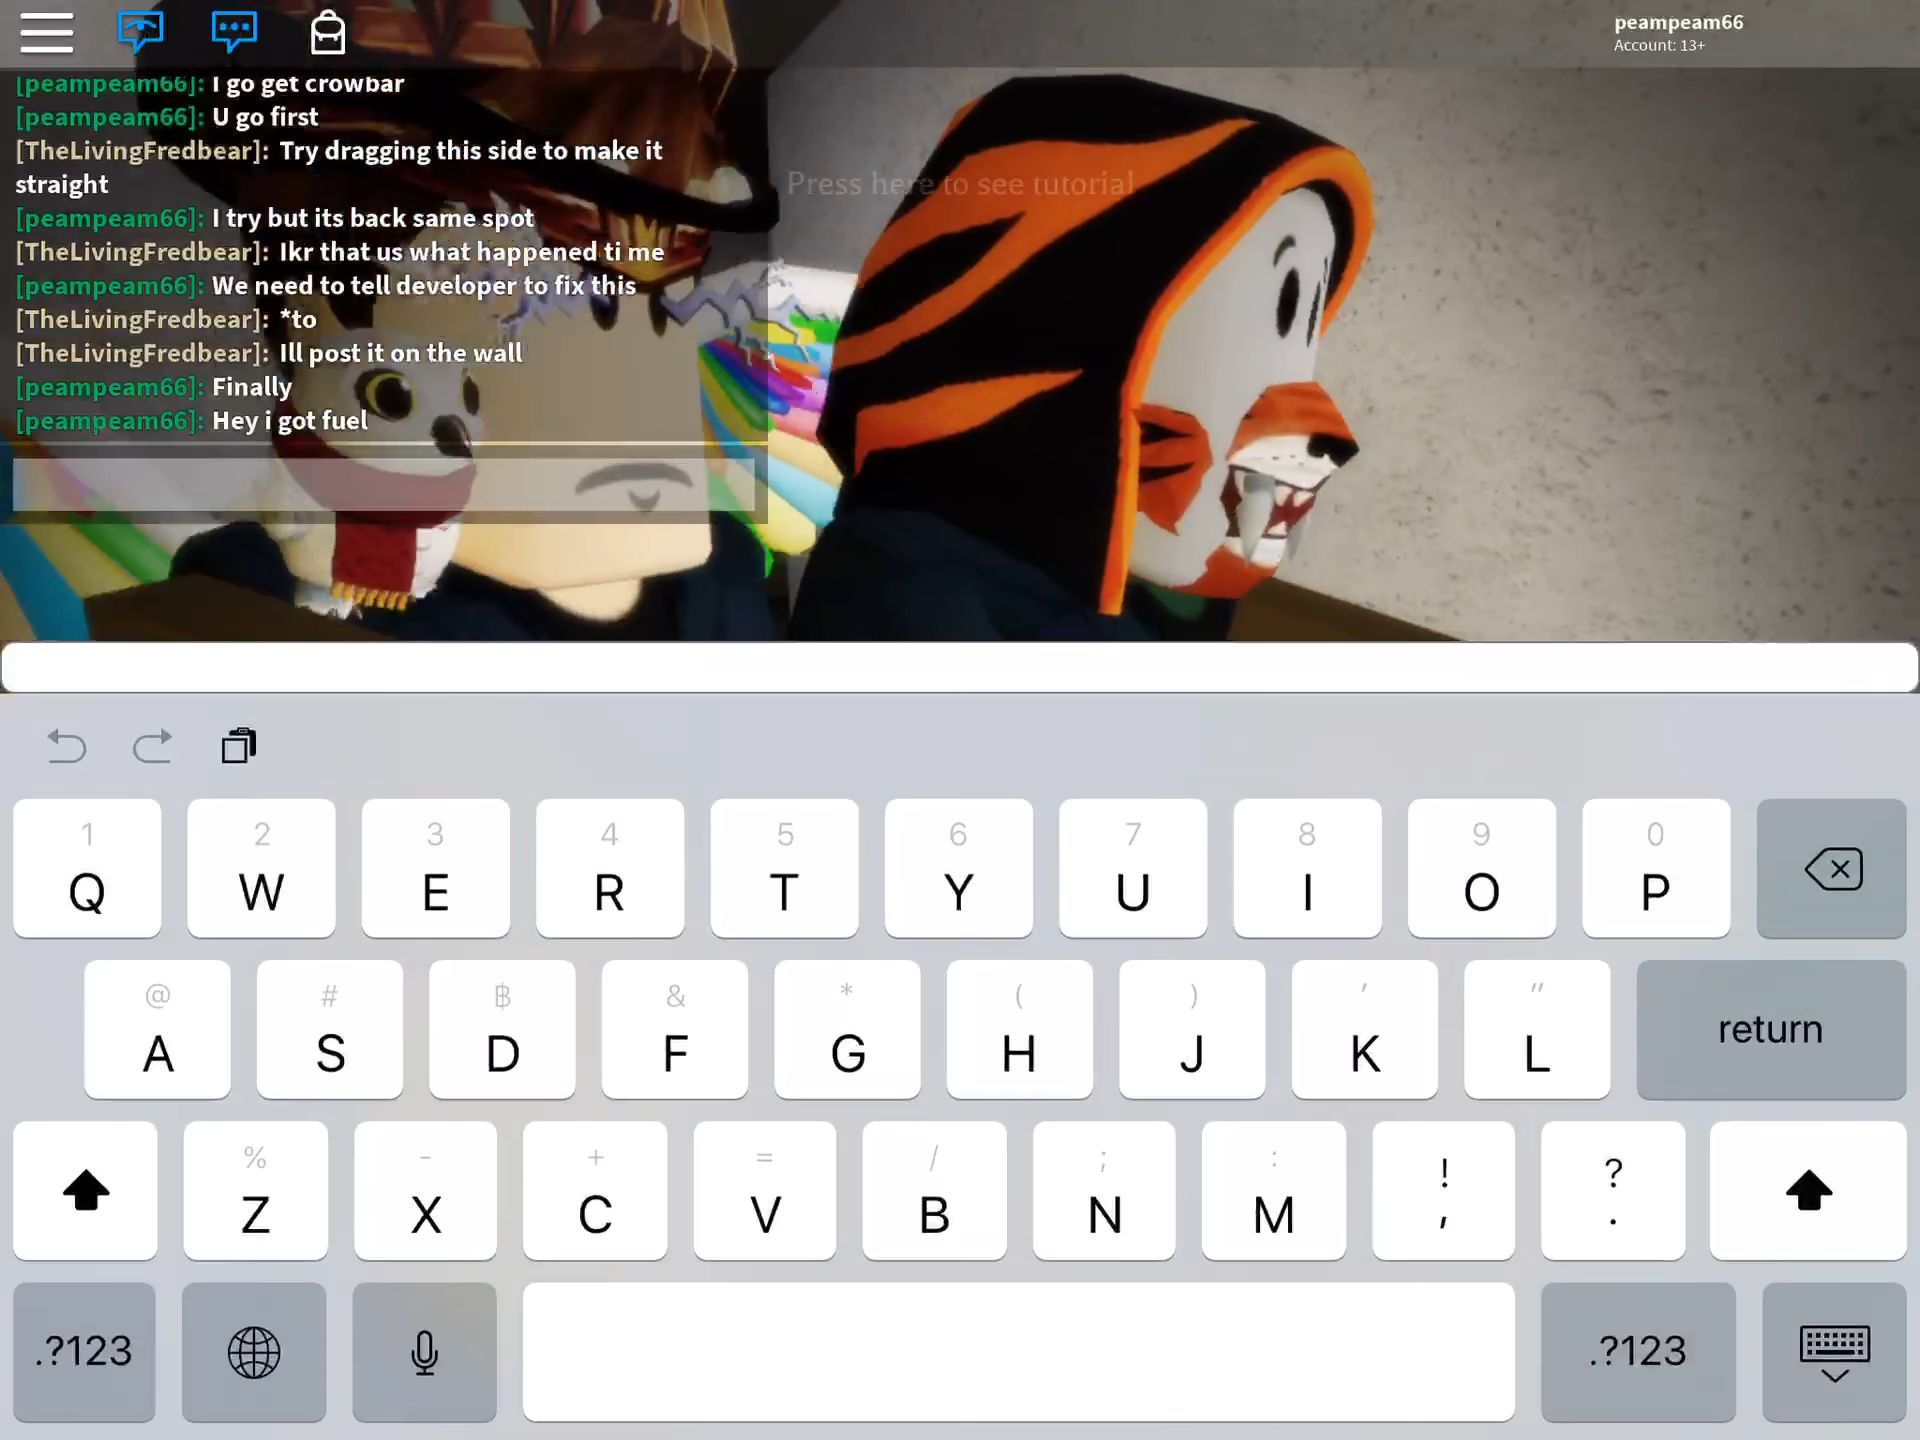 peampeam66
Account: 13+
[peampeam66]: I go get crowbar
[peampeam66]: U go first
[TheLivingFredbear]: Try dragging this side to make it
straight
[peampeam66]: I try but its back same spot
[TheLivingFredbear]: Ikr that us what happened ti me
[peampeam66]: We need to tell developer to fix this
[TheLivingFredbear]: *to
[TheLivingFredbear]: Ill post it on the wall
[peampeam66]: Finally
[peampeam66]: Hey i got fuel
Press here to see tutorial
1 2 3 4 5 6 7 8 9 0
Q W E R T Y U I O P
@ # ฿ & * ( ) ' "
A S D F G H J K L return
% - + = / ; : ! ?
Z X C V B N M , .
.?123 .?123